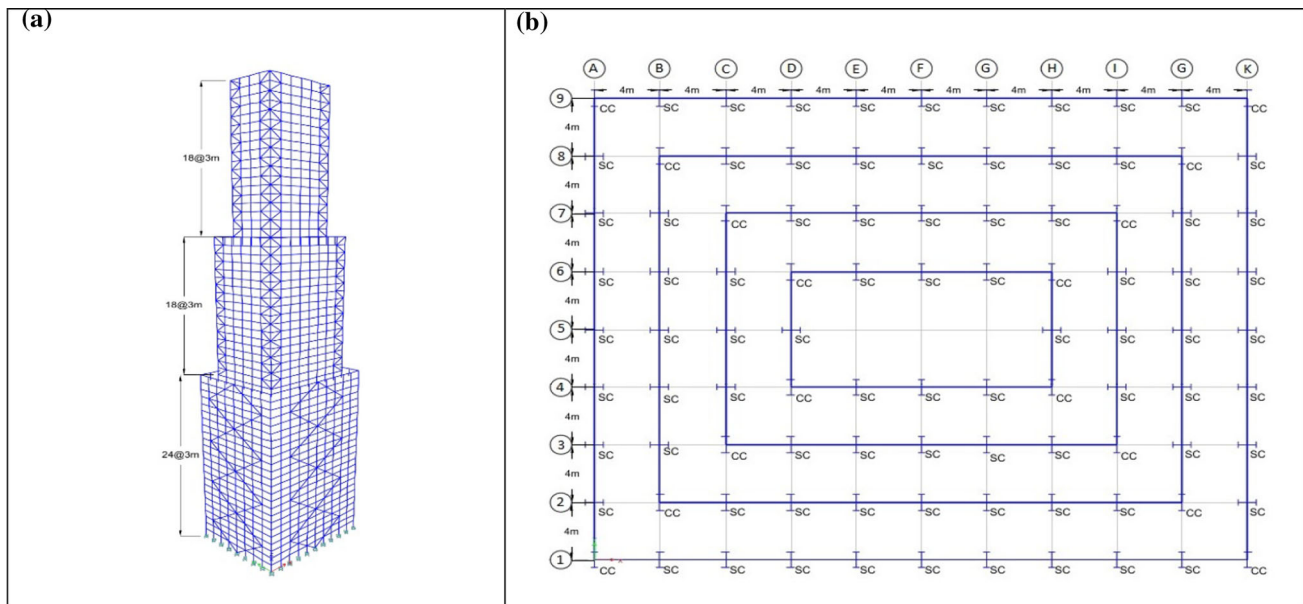 (a)
18@3m
18@3m
24@3m
(b)
A B C D E F G H I G K
4m 4m 4m 4m 4m 4m 4m 4m 4m 4m
9
CC SC SC SC SC SC SC SC SC SC CC
4m
8
SC CC SC SC SC SC SC SC SC CC SC
4m
7
SC SC CC SC SC SC SC SC CC SC SC
4m
6
SC SC SC CC SC SC SC CC SC SC SC
4m
5
SC SC SC SC SC SC SC SC
4m
4
SC SC SC CC SC SC SC CC SC SC SC
4m
3
SC SC CC SC SC SC SC SC CC SC SC
4m
2
SC CC SC SC SC SC SC SC SC CC SC
4m
1
CC SC SC SC SC SC SC SC SC SC CC